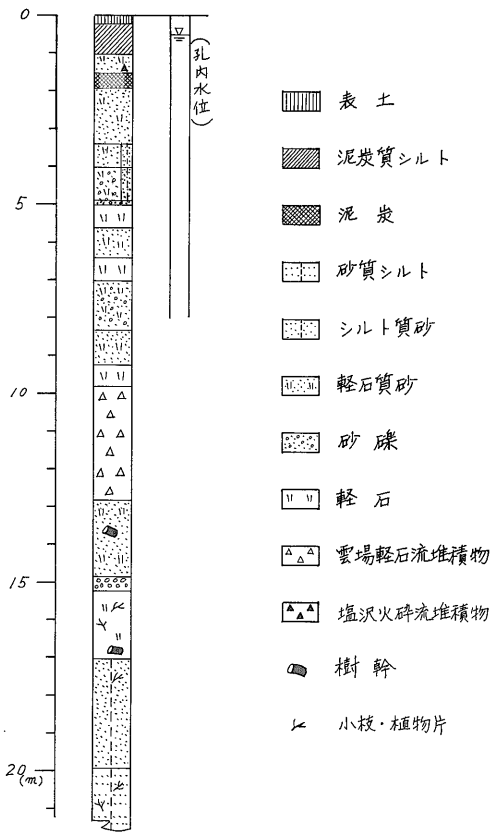 0
5
10
15
20
(m)
(孔内水位)
表土
泥炭質シルト
泥炭
砂質シルト
シルト質砂
軽石質砂
砂礫
軽石
雲場軽石流堆積物
塩沢火砕流堆積物
樹幹
小枝・植物片